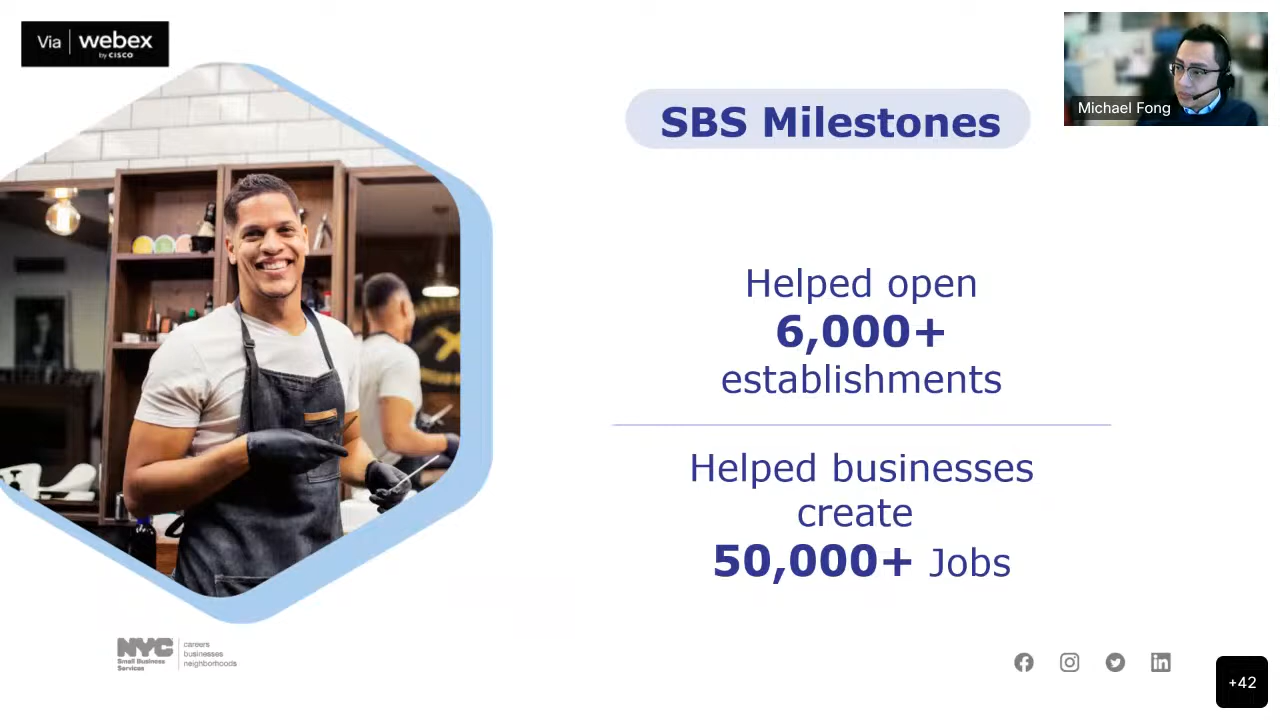 Via | webex
by CISCO
Michael Fong
SBS Milestones
Helped open
6,000+
establishments
Helped businesses
create
50,000+ Jobs
NYC
Small Business
Services
careers
businesses
neighborhoods
+42